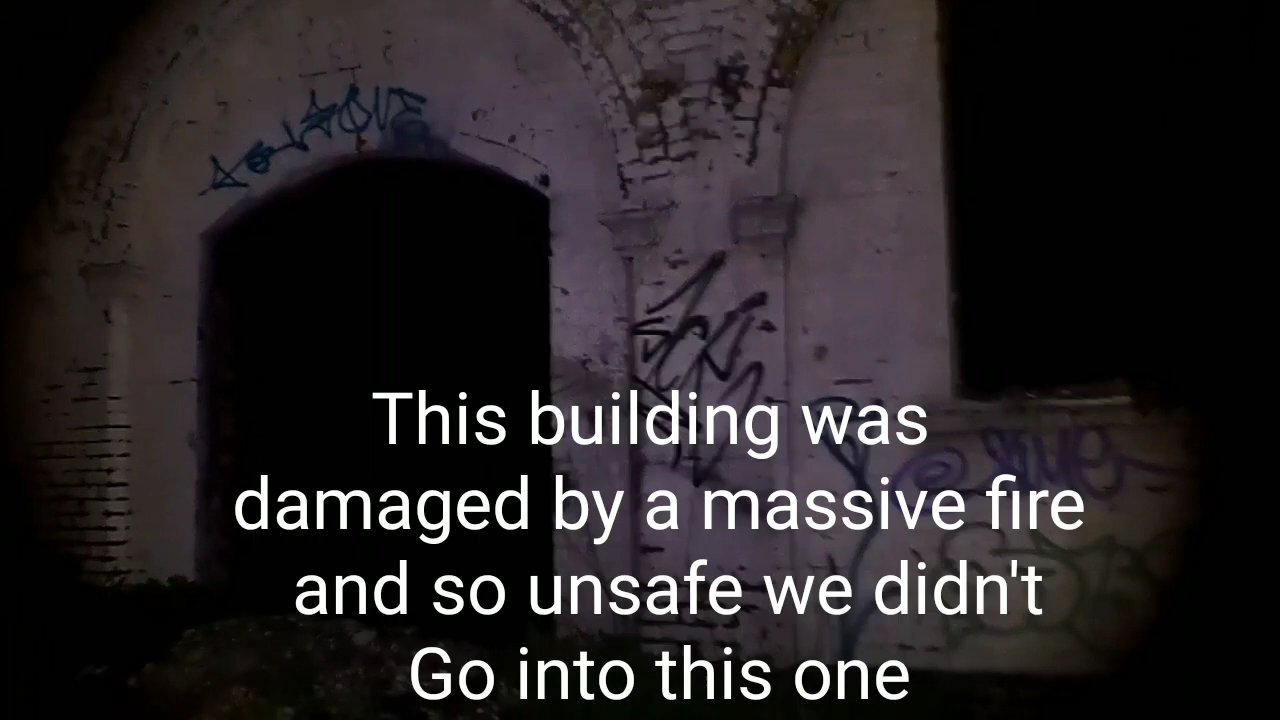 This building was
damaged by a massive fire
and so unsafe we didn't
Go into this one